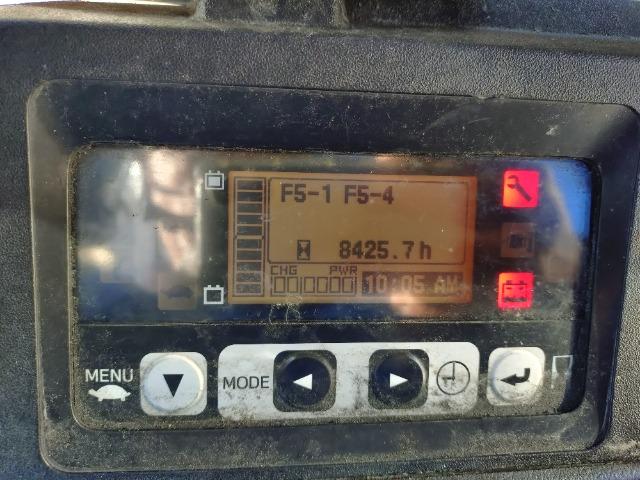 F5-1 F5-4
8425.7h
CHG PWR
10:05 AM
MENU
MODE